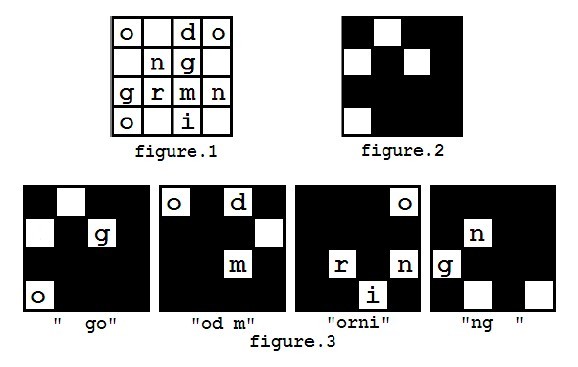 o d o
n g
g r m n
o i
figure.1
figure.2
g
o
"  go"
o d
m
"od m"
o
r n
i
"orni"
n
g
"ng  "
figure.3